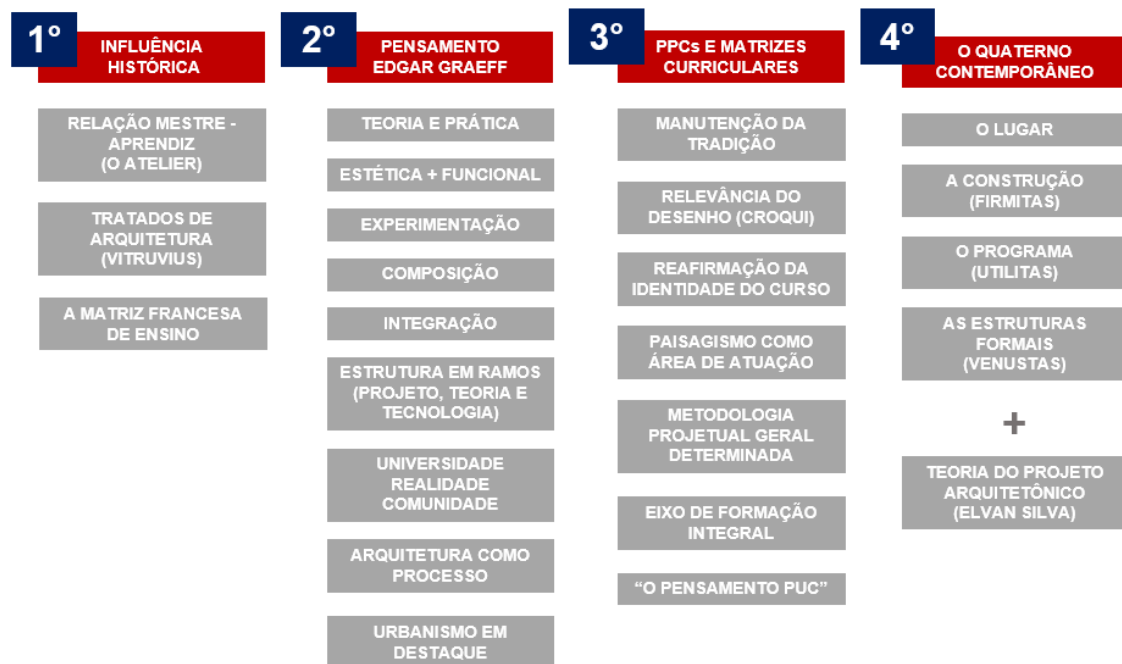 1º
INFLUÊNCIA
HISTÓRICA
RELAÇÃO MESTRE -
APRENDIZ
(O ATELIER)
TRATADOS DE
ARQUITETURA
(VITRUVIUS)
A MATRIZ FRANCESA
DE ENSINO
2º
PENSAMENTO
EDGAR GRAEFF
TEORIA E PRÁTICA
ESTÉTICA + FUNCIONAL
EXPERIMENTAÇÃO
COMPOSIÇÃO
INTEGRAÇÃO
ESTRUTURA EM RAMOS
(PROJETO, TEORIA E
TECNOLOGIA)
UNIVERSIDADE
REALIDADE
COMUNIDADE
ARQUITETURA COMO
PROCESSO
URBANISMO EM
DESTAQUE
3º
PPCs E MATRIZES
CURRICULARES
MANUTENÇÃO DA
TRADIÇÃO
RELEVÂNCIA DO
DESENHO (CROQUI)
REAFIRMAÇÃO DA
IDENTIDADE DO CURSO
PAISAGISMO COMO
ÁREA DE ATUAÇÃO
METODOLOGIA
PROJETUAL GERAL
DETERMINADA
EIXO DE FORMAÇÃO
INTEGRAL
“O PENSAMENTO PUC”
4º
O QUATERNO
CONTEMPORÂNEO
O LUGAR
A CONSTRUÇÃO
(FIRMITAS)
O PROGRAMA
(UTILITAS)
AS ESTRUTURAS
FORMAIS
(VENUSTAS)
+
TEORIA DO PROJETO
ARQUITETÔNICO
(ELVAN SILVA)